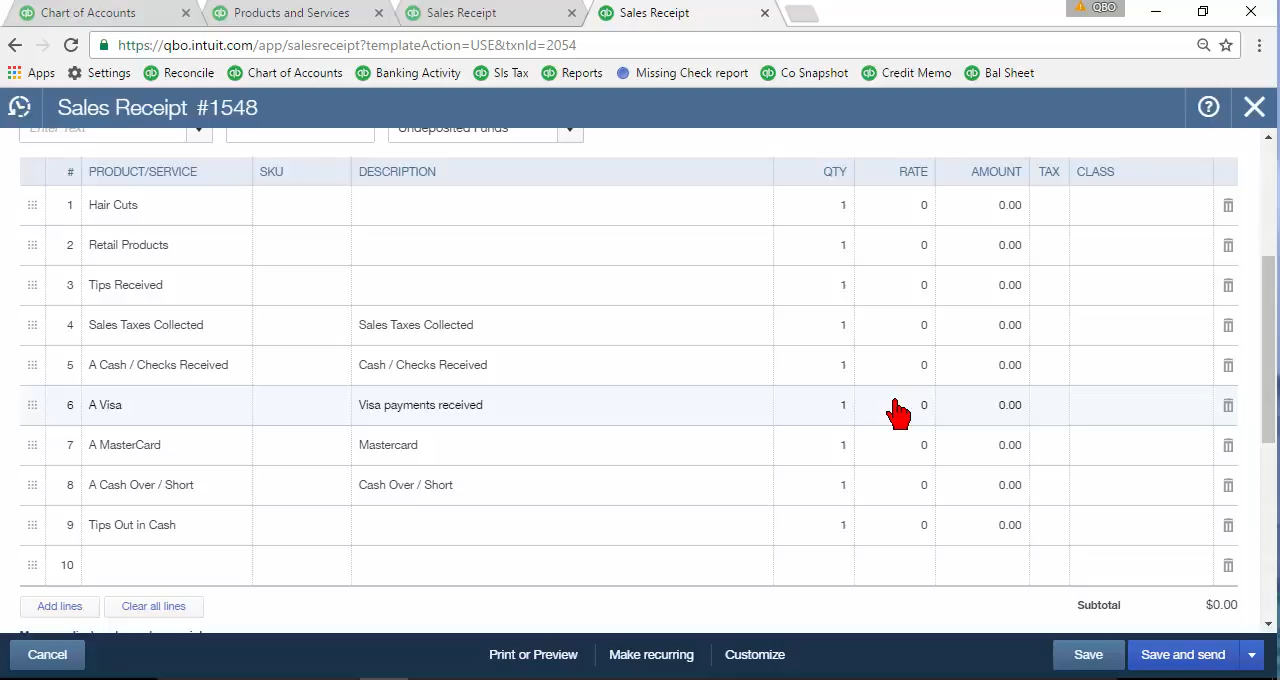 Chart of Accounts
Products and Services
Sales Receipt
Sales Receipt
QBO
https://qbo.intuit.com/app/salesreceipt?templateAction=USE&txnId=2054
Apps Settings Reconcile Chart of Accounts Banking Activity Sls Tax Reports Missing Check report Co Snapshot Credit Memo Bal Sheet
Sales Receipt #1548
Enter Text Undeposited Funds
# PRODUCT/SERVICE SKU DESCRIPTION QTY RATE AMOUNT TAX CLASS
1 Hair Cuts 1 0 0.00
2 Retail Products 1 0 0.00
3 Tips Received 1 0 0.00
4 Sales Taxes Collected Sales Taxes Collected 1 0 0.00
5 A Cash / Checks Received Cash / Checks Received 1 0 0.00
6 A Visa Visa payments received 1 0 0.00
7 A MasterCard Mastercard 1 0 0.00
8 A Cash Over / Short Cash Over / Short 1 0 0.00
9 Tips Out in Cash 1 0 0.00
10
Add lines Clear all lines Subtotal $0.00
Cancel Print or Preview Make recurring Customize Save Save and send